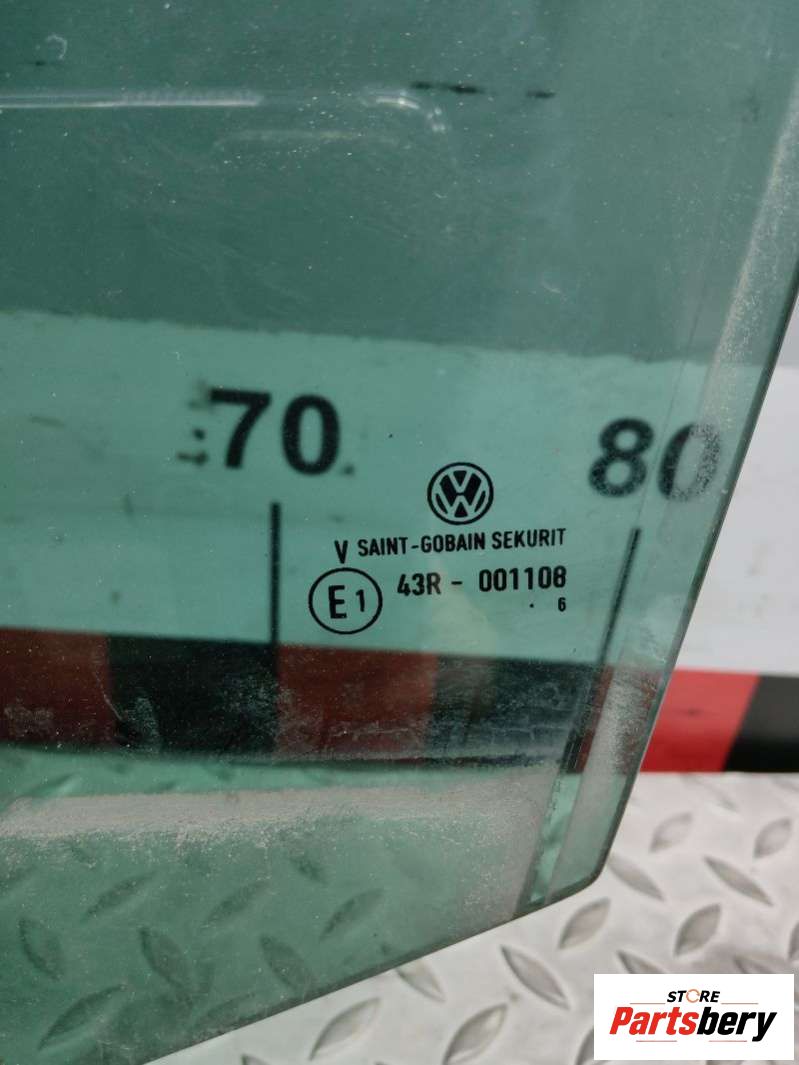 70
80
V SAINT-GOBAIN SEKURIT
E1 43R - 001108
. 6
STORE
Partsbery